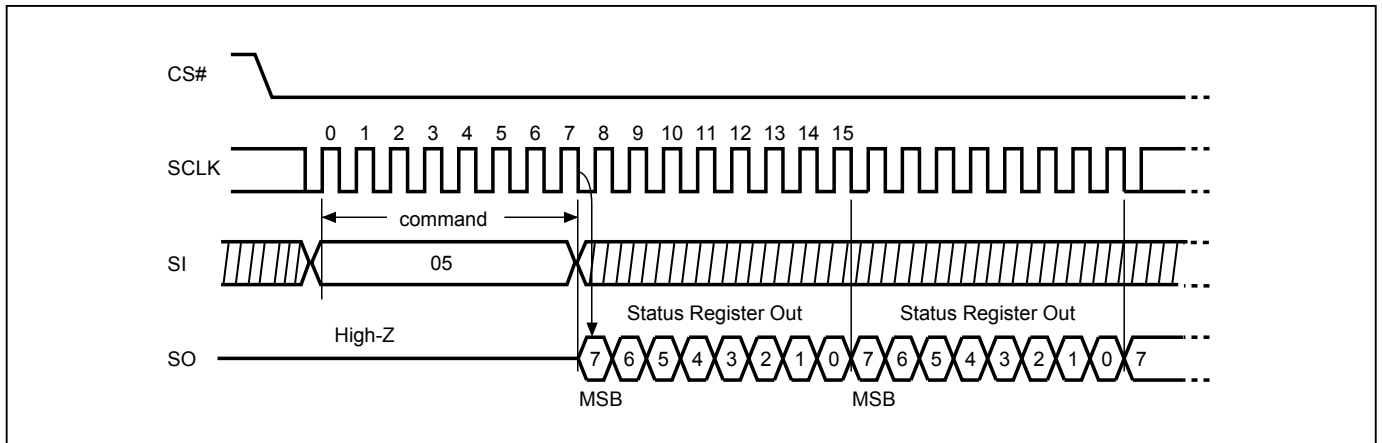 CS#
0 1 2 3 4 5 6 7 8 9 10 11 12 13 14 15
SCLK
command
SI
05
Status Register Out Status Register Out
High-Z
SO
7 6 5 4 3 2 1 0 7 6 5 4 3 2 1 0 7
MSB MSB